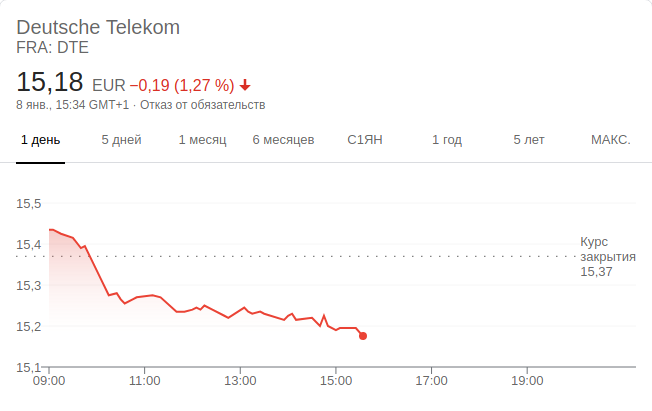 Deutsche Telekom
FRA: DTE
15,18 EUR −0,19 (1,27 %)
8 янв., 15:34 GMT+1 · Отказ от обязательств
1 день 5 дней 1 месяц 6 месяцев С1ЯН 1 год 5 лет МАКС.
15,5
15,4
15,3
15,2
15,1
Курс
закрытия
15,37
09:00 11:00 13:00 15:00 17:00 19:00